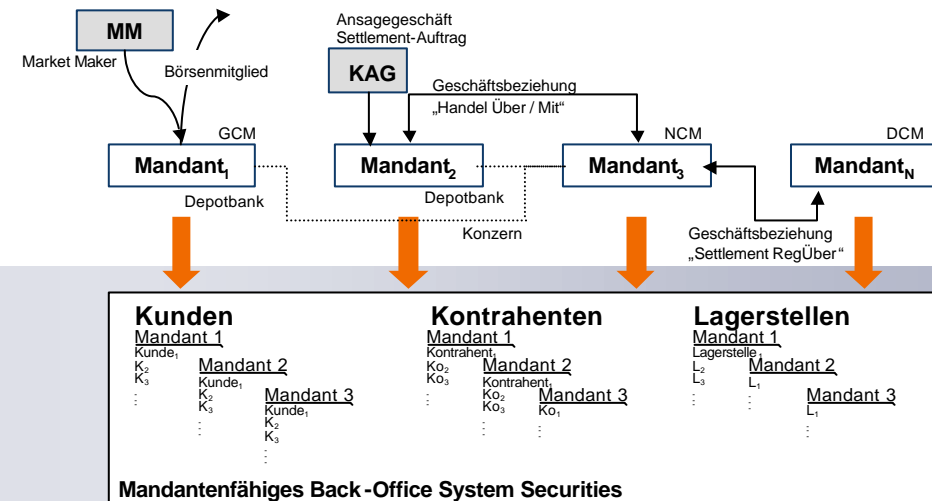 MM
Market Maker
Börsenmitglied
Ansagegeschäft
Settlement-Auftrag
KAG
Geschäftsbeziehung
„Handel Über / Mit“
GCM
NCM
DCM
Mandant₁
Mandant₂
Mandant₃
Mandant_N
Depotbank
Depotbank
Konzern
Geschäftsbeziehung
„Settlement RegÜber“
Kunden
Mandant 1
Kunde₁
K₂
K₃
⋮
Mandant 2
Kunde₁
K₂
K₃
⋮
Mandant 3
Kunde₁
K₂
K₃
⋮
Kontrahenten
Mandant 1
Kontrahent₁
Ko₂
Ko₃
⋮
Mandant 2
Kontrahent₁
Ko₂
Ko₃
⋮
Mandant 3
Ko₁
⋮
Lagerstellen
Mandant 1
Lagerstelle₁
L₂
L₃
⋮
Mandant 2
L₁
⋮
Mandant 3
L₁
⋮
Mandantenfähiges Back-Office System Securities